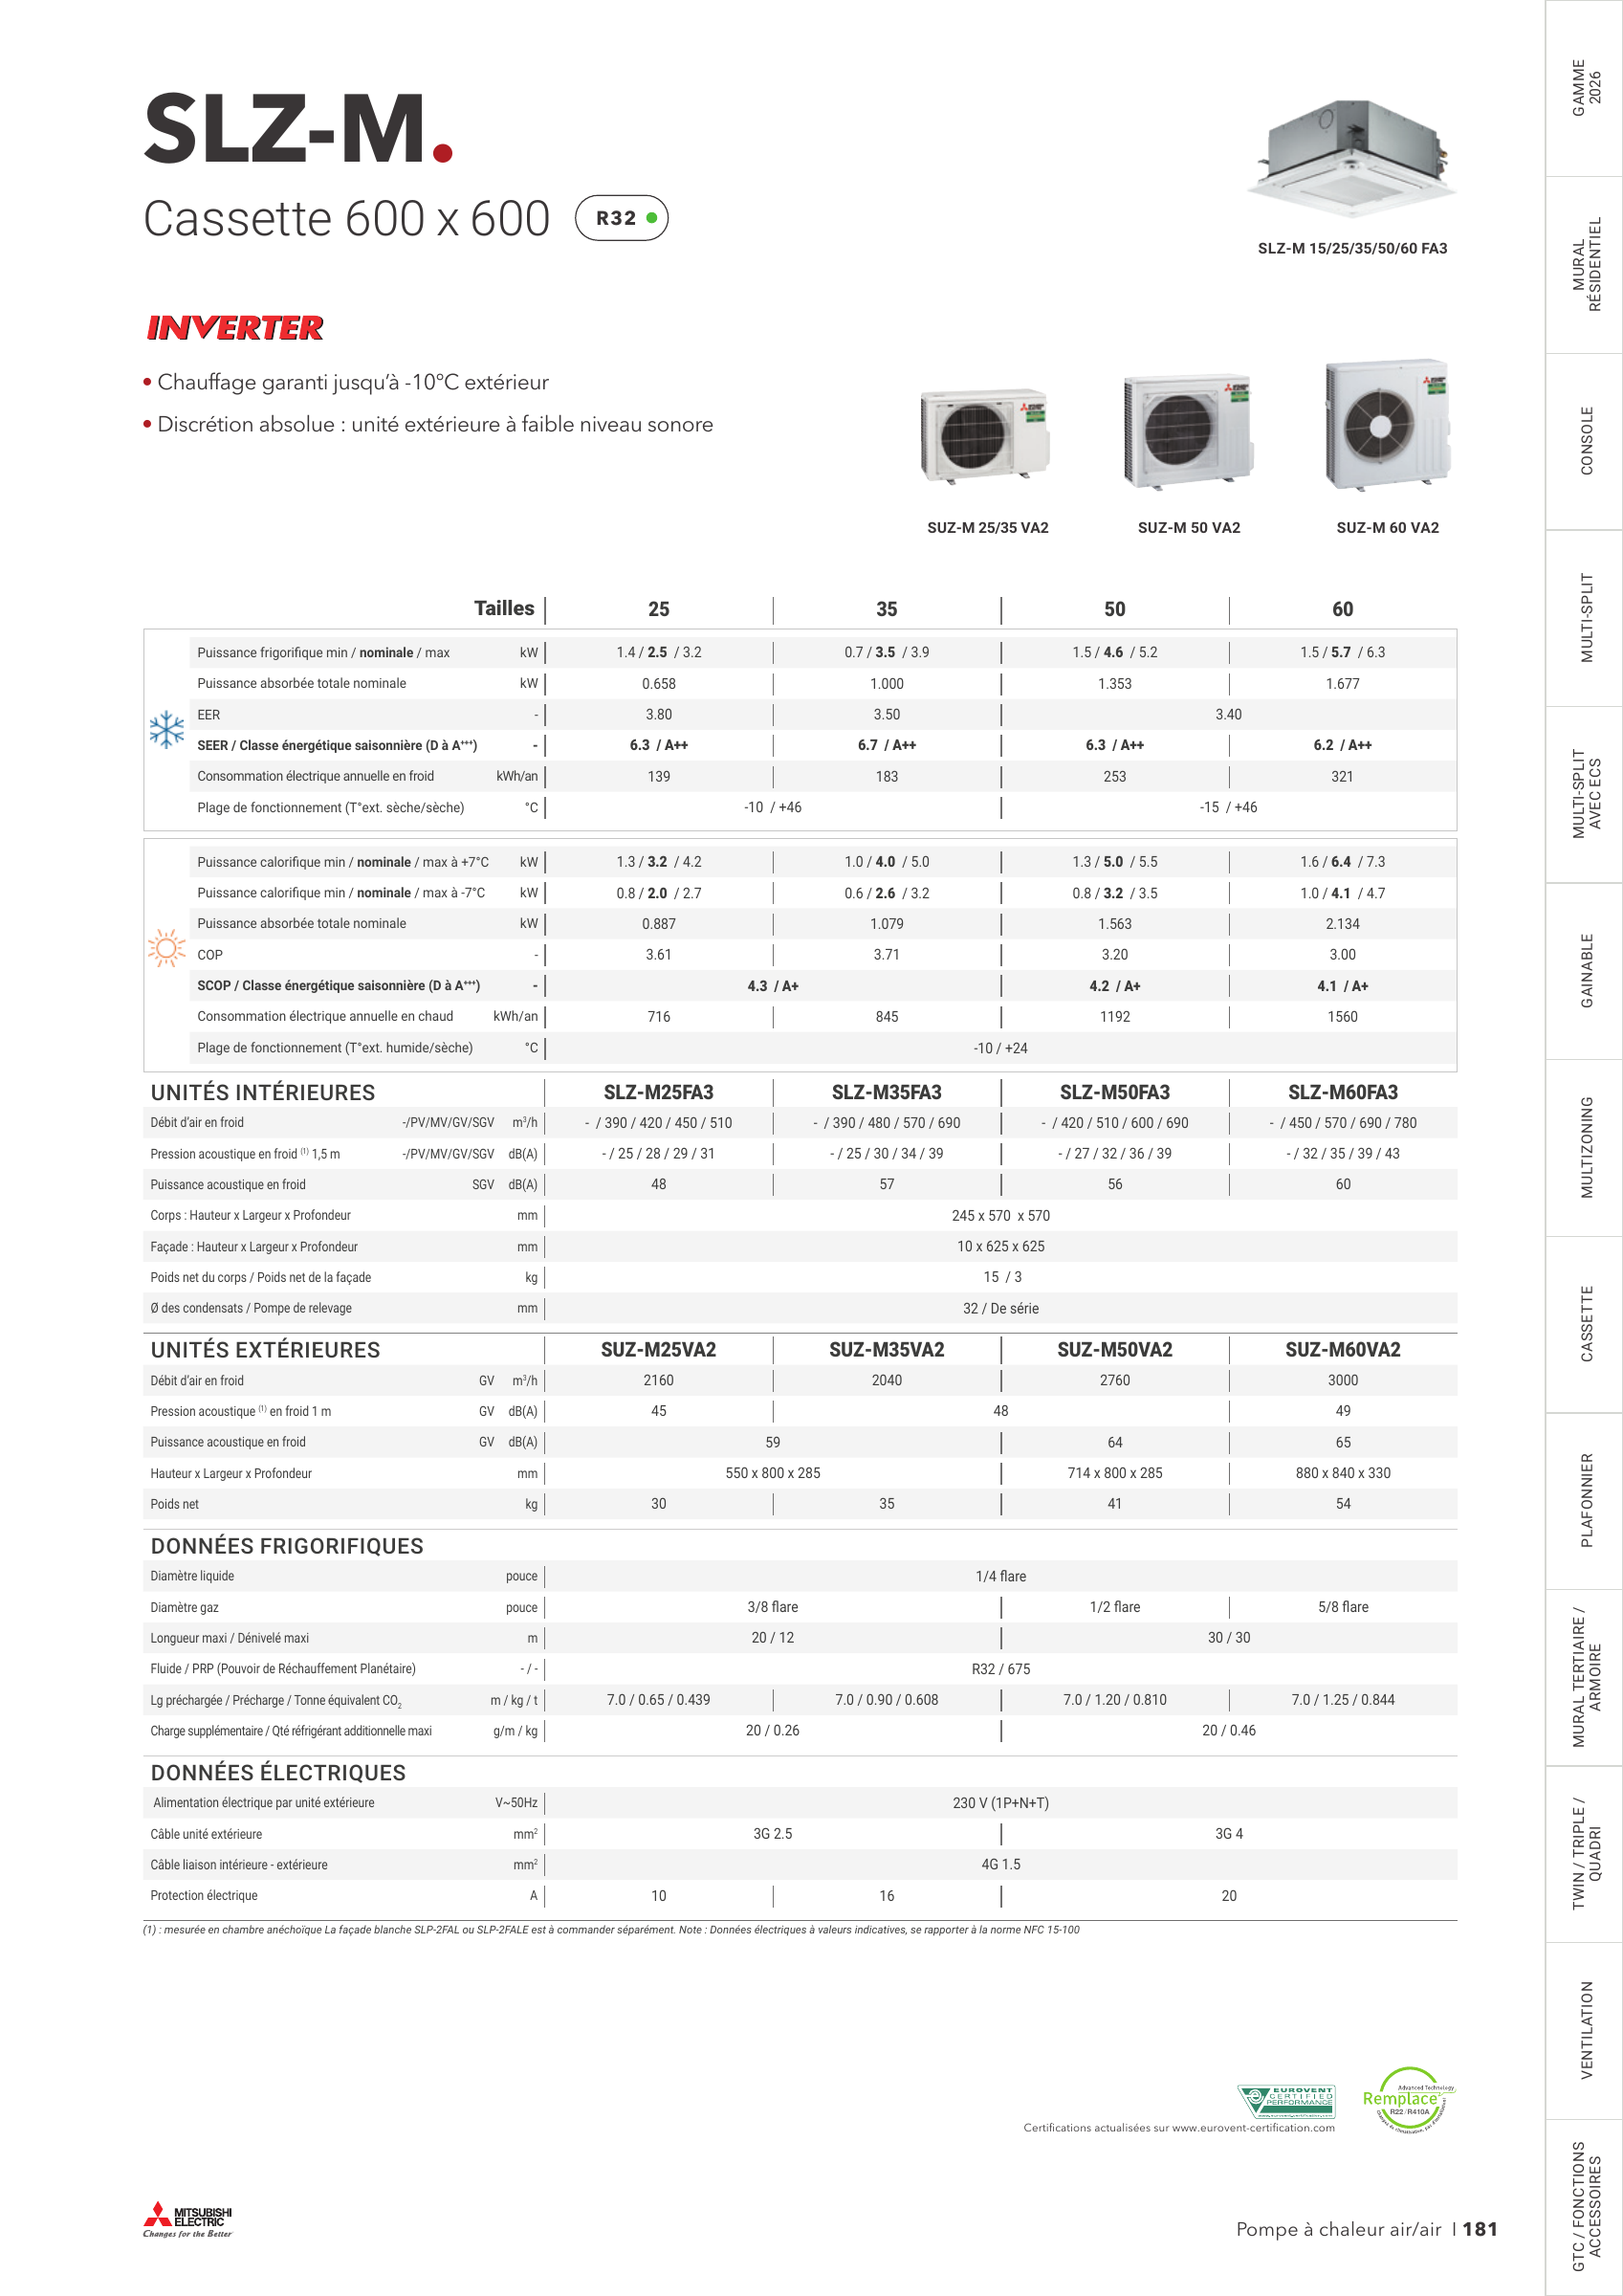 SLZ-M.
Cassette 600 x 600 R32
SLZ-M 15/25/35/50/60 FA3
INVERTER
• Chauffage garanti jusqu’à -10°C extérieur
• Discrétion absolue : unité extérieure à faible niveau sonore
SUZ-M 25/35 VA2 SUZ-M 50 VA2 SUZ-M 60 VA2
Tailles 25 35 50 60
Puissance frigorifique min / nominale / max kW 1.4 / 2.5 / 3.2 0.7 / 3.5 / 3.9 1.5 / 4.6 / 5.2 1.5 / 5.7 / 6.3
Puissance absorbée totale nominale kW 0.658 1.000 1.353 1.677
EER - 3.80 3.50 3.40
SEER / Classe énergétique saisonnière (D à A+++) - 6.3 / A++ 6.7 / A++ 6.3 / A++ 6.2 / A++
Consommation électrique annuelle en froid kWh/an 139 183 253 321
Plage de fonctionnement (T°ext. sèche/sèche) °C -10 / +46 -15 / +46
Puissance calorifique min / nominale / max à +7°C kW 1.3 / 3.2 / 4.2 1.0 / 4.0 / 5.0 1.3 / 5.0 / 5.5 1.6 / 6.4 / 7.3
Puissance calorifique min / nominale / max à -7°C kW 0.8 / 2.0 / 2.7 0.6 / 2.6 / 3.2 0.8 / 3.2 / 3.5 1.0 / 4.1 / 4.7
Puissance absorbée totale nominale kW 0.887 1.079 1.563 2.134
COP - 3.61 3.71 3.20 3.00
SCOP / Classe énergétique saisonnière (D à A+++) - 4.3 / A+ 4.2 / A+ 4.1 / A+
Consommation électrique annuelle en chaud kWh/an 716 845 1192 1560
Plage de fonctionnement (T°ext. humide/sèche) °C -10 / +24
UNITÉS INTÉRIEURES SLZ-M25FA3 SLZ-M35FA3 SLZ-M50FA3 SLZ-M60FA3
Débit d’air en froid -/PV/MV/GV/SGV m³/h - / 390 / 420 / 450 / 510 - / 390 / 480 / 570 / 690 - / 420 / 510 / 600 / 690 - / 450 / 570 / 690 / 780
Pression acoustique en froid (1) 1,5 m -/PV/MV/GV/SGV dB(A) - / 25 / 28 / 29 / 31 - / 25 / 30 / 34 / 39 - / 27 / 32 / 36 / 39 - / 32 / 35 / 39 / 43
Puissance acoustique en froid SGV dB(A) 48 57 56 60
Corps : Hauteur x Largeur x Profondeur mm 245 x 570 x 570
Façade : Hauteur x Largeur x Profondeur mm 10 x 625 x 625
Poids net du corps / Poids net de la façade kg 15 / 3
Ø des condensats / Pompe de relevage mm 32 / De série
UNITÉS EXTÉRIEURES SUZ-M25VA2 SUZ-M35VA2 SUZ-M50VA2 SUZ-M60VA2
Débit d’air en froid GV m³/h 2160 2040 2760 3000
Pression acoustique (1) en froid 1 m GV dB(A) 45 48 49
Puissance acoustique en froid GV dB(A) 59 64 65
Hauteur x Largeur x Profondeur mm 550 x 800 x 285 714 x 800 x 285 880 x 840 x 330
Poids net kg 30 35 41 54
DONNÉES FRIGORIFIQUES
Diamètre liquide pouce 1/4 flare
Diamètre gaz pouce 3/8 flare 1/2 flare 5/8 flare
Longueur maxi / Dénivelé maxi m 20 / 12 30 / 30
Fluide / PRP (Pouvoir de Réchauffement Planétaire) - / - R32 / 675
Lg préchargée / Précharge / Tonne équivalent CO₂ m / kg / t 7.0 / 0.65 / 0.439 7.0 / 0.90 / 0.608 7.0 / 1.20 / 0.810 7.0 / 1.25 / 0.844
Charge supplémentaire / Qté réfrigérant additionnelle maxi g/m / kg 20 / 0.26 20 / 0.46
DONNÉES ÉLECTRIQUES
Alimentation électrique par unité extérieure V~50Hz 230 V (1P+N+T)
Câble unité extérieure mm² 3G 2.5 3G 4
Câble liaison intérieure - extérieure mm² 4G 1.5
Protection électrique A 10 16 20
(1) : mesurée en chambre anéchoïque La façade blanche SLP-2FAL ou SLP-2FALE est à commander séparément. Note : Données électriques à valeurs indicatives, se rapporter à la norme NFC 15-100
EUROVENT
CERTIFIED
PERFORMANCE
Certifications actualisées sur www.eurovent-certification.com
Advanced Technology
Remplace
R22/R410A
MITSUBISHI
ELECTRIC
Changes for the Better
Pompe à chaleur air/air I 181
GAMME
2026
MURAL
RÉSIDENTIEL
CONSOLE
MULTI-SPLIT
MULTI-SPLIT
AVEC ECS
GAINABLE
MULTIZONING
CASSETTE
PLAFONNIER
MURAL TERTIAIRE /
ARMOIRE
TWIN / TRIPLE /
QUADRI
VENTILATION
GTC / FONCTIONS
ACCESSOIRES